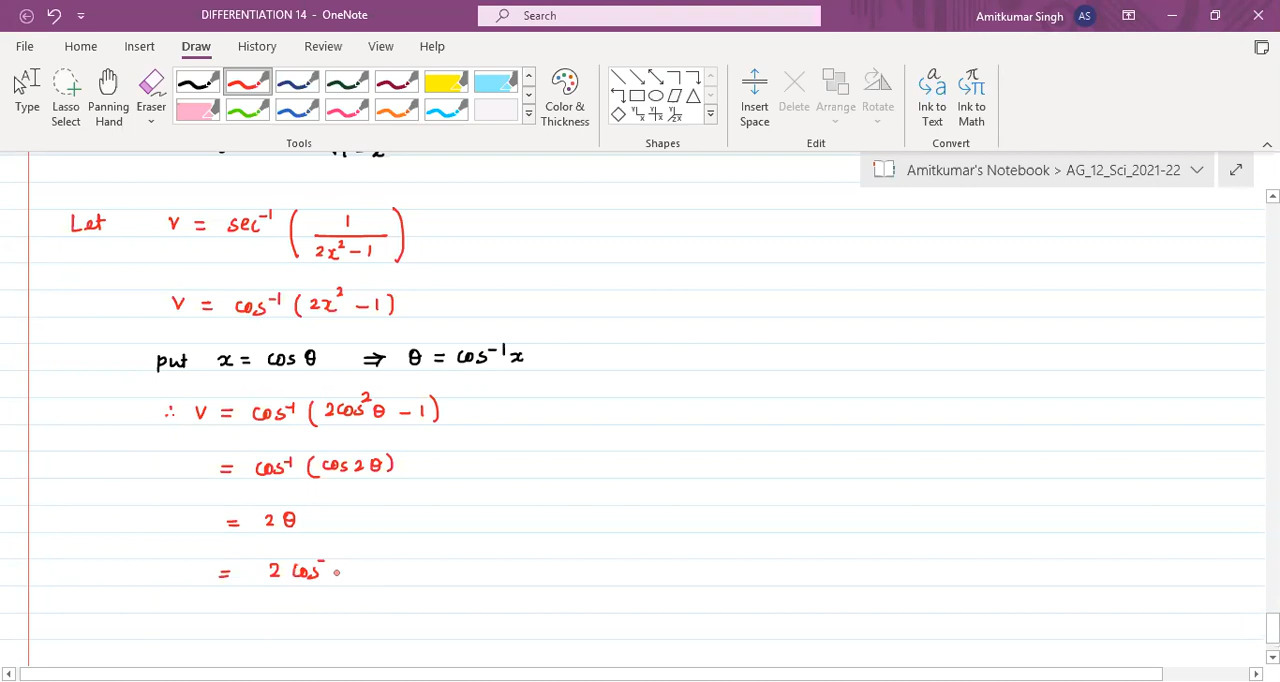 DIFFERENTIATION 14 - OneNote
Search
Amitkumar Singh AS
File Home Insert Draw History Review View Help
Type
Lasso Select
Panning Hand
Eraser
Color & Thickness
Insert Space
Delete
Arrange
Rotate
Ink to Text
Ink to Math
Tools
Shapes
Edit
Convert
Amitkumar's Notebook > AG_12_Sci_2021-22
Let v = sec⁻¹ (1 / (2x² - 1))
v = cos⁻¹ (2x² - 1)
put x = cos θ ⇒ θ = cos⁻¹ x
∴ v = cos⁻¹ (2cos² θ - 1)
= cos⁻¹ (cos 2θ)
= 2θ
= 2 cos⁻